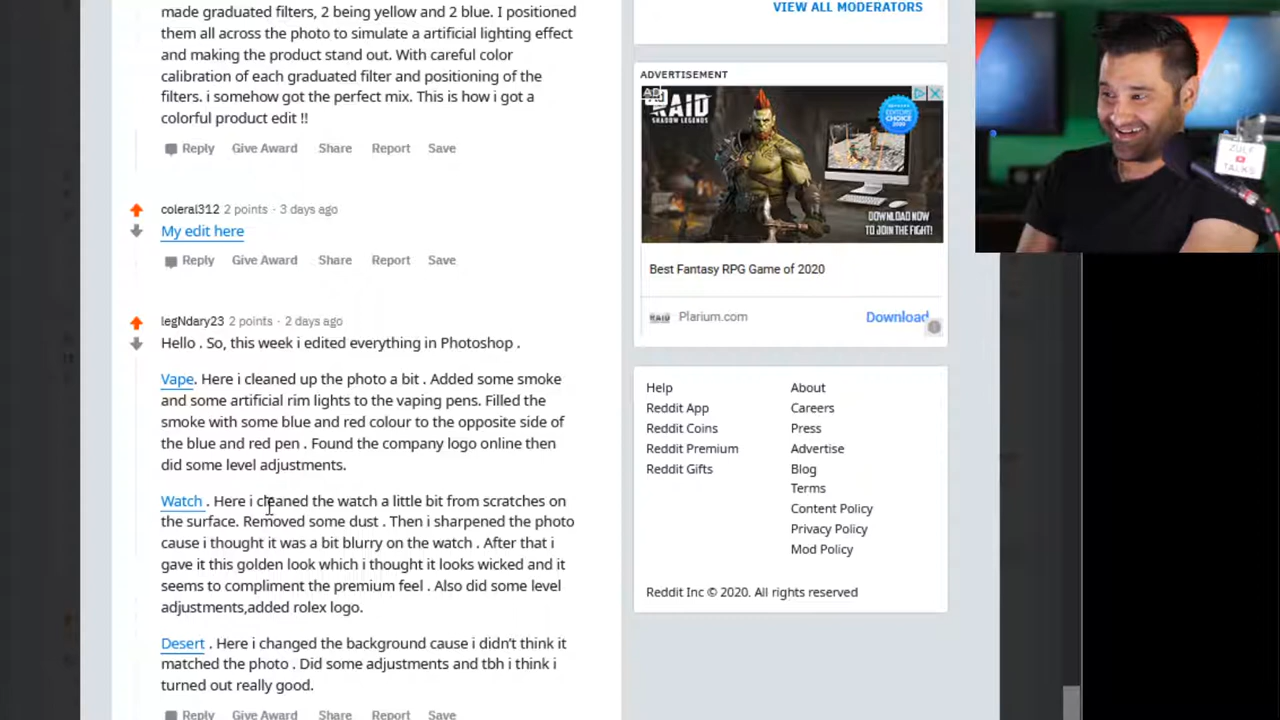 made graduated filters, 2 being yellow and 2 blue. I positioned
them all across the photo to simulate a artificial lighting effect
and making the product stand out. With careful color
calibration of each graduated filter and positioning of the
filters. i somehow got the perfect mix. This is how i got a
colorful product edit !!
Reply Give Award Share Report Save
coleral312 2 points · 3 days ago
My edit here
Reply Give Award Share Report Save
legNdary23 2 points · 2 days ago
Hello . So, this week i edited everything in Photoshop .
Vape. Here i cleaned up the photo a bit . Added some smoke
and some artificial rim lights to the vaping pens. Filled the
smoke with some blue and red colour to the opposite side of
the blue and red pen . Found the company logo online then
did some level adjustments.
Watch . Here i cleaned the watch a little bit from scratches on
the surface. Removed some dust . Then i sharpened the photo
cause i thought it was a bit blurry on the watch . After that i
gave it this golden look which i thought it looks wicked and it
seems to compliment the premium feel . Also did some level
adjustments,added rolex logo.
Desert . Here i changed the background cause i didn't think it
matched the photo . Did some adjustments and tbh i think i
turned out really good.
Reply Give Award Share Report Save
VIEW ALL MODERATORS
ADVERTISEMENT
AD
RAID
SHADOW LEGENDS
EDITORS
CHOICE
2020
DOWNLOAD NOW
TO JOIN THE FIGHT!
Best Fantasy RPG Game of 2020
RAID Plarium.com Download
Help About
Reddit App Careers
Reddit Coins Press
Reddit Premium Advertise
Reddit Gifts Blog
Terms
Content Policy
Privacy Policy
Mod Policy
Reddit Inc © 2020. All rights reserved
ZULF
TALKS